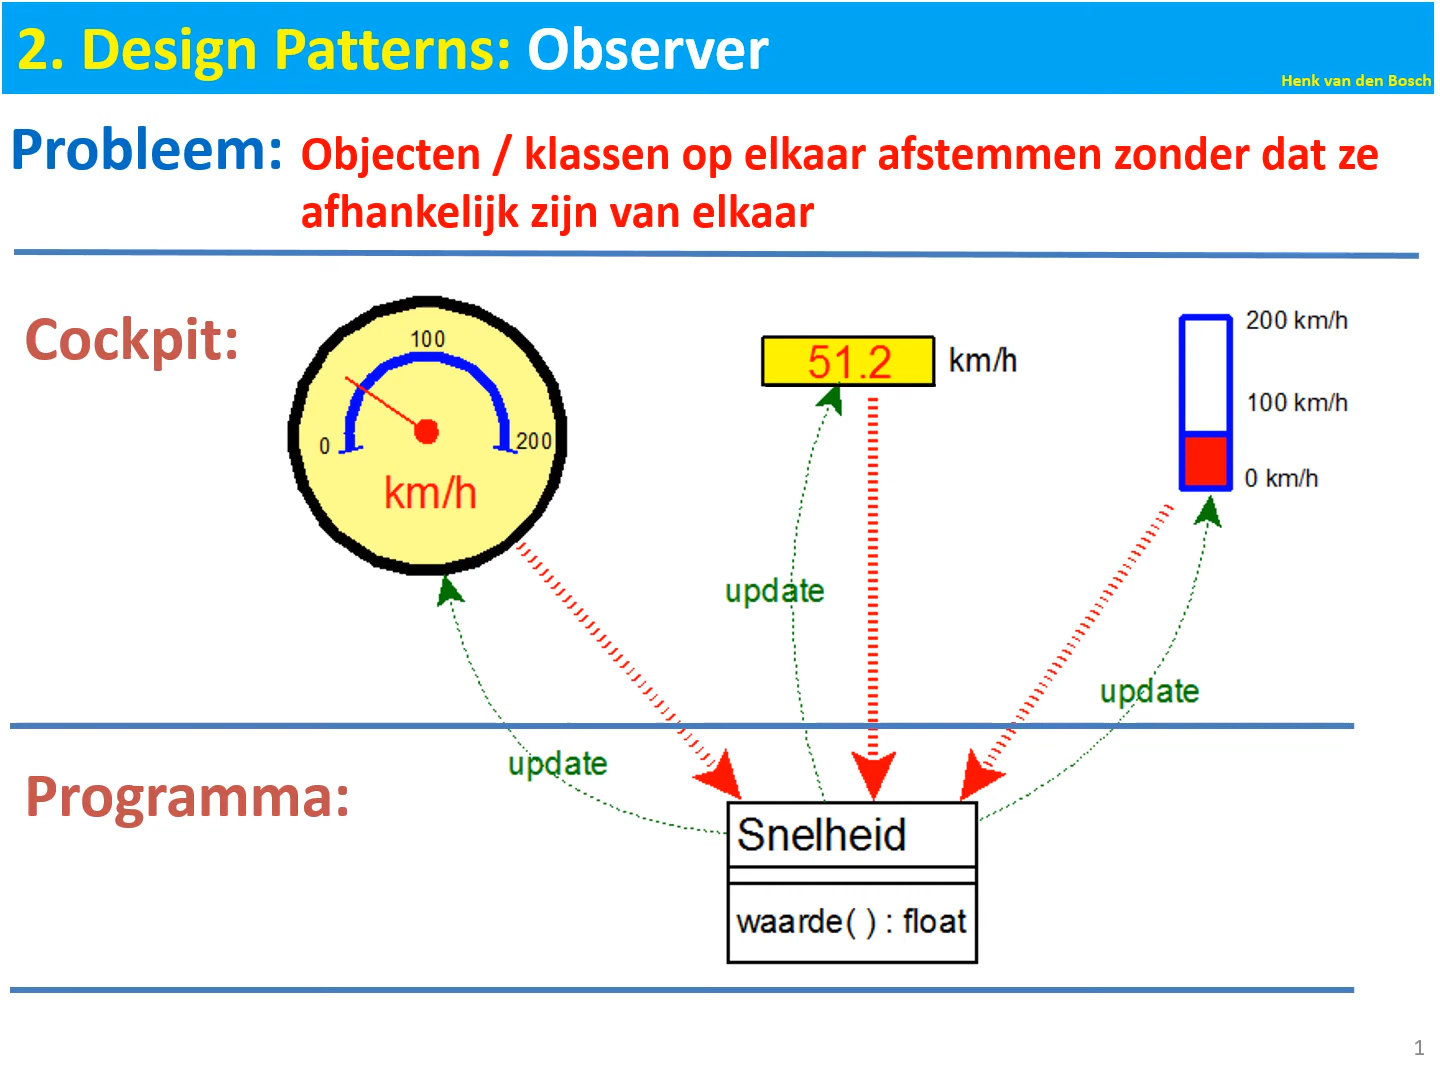 2. Design Patterns: Observer
Henk van den Bosch
Probleem: Objecten / klassen op elkaar afstemmen zonder dat ze
afhankelijk zijn van elkaar
Cockpit:
100
0
200
km/h
51.2 km/h
200 km/h
100 km/h
0 km/h
update
update
update
Programma:
Snelheid
waarde( ) : float
1